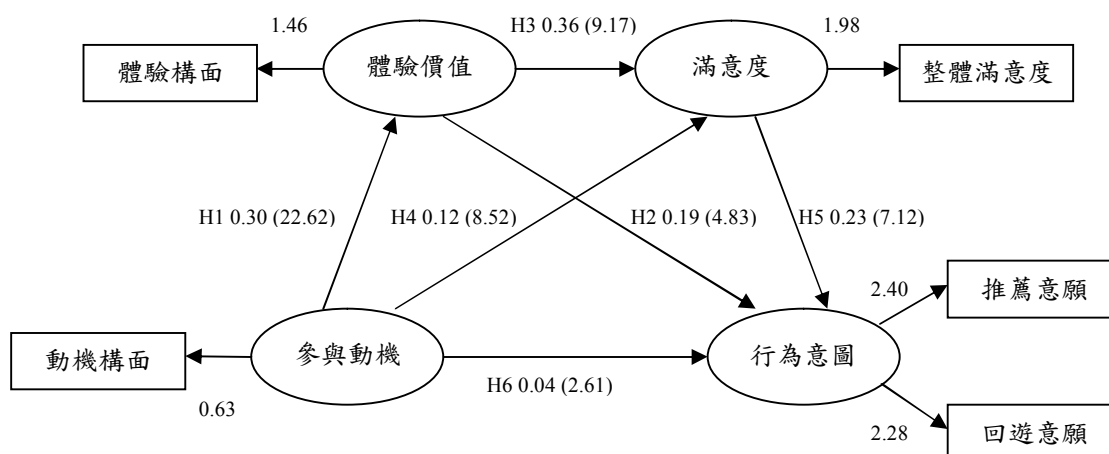 1.46
H3 0.36 (9.17)
1.98
體驗構面
體驗價值
滿意度
整體滿意度
H1 0.30 (22.62)
H4 0.12 (8.52)
H2 0.19 (4.83)
H5 0.23 (7.12)
2.40
推薦意願
動機構面
參與動機
行為意圖
H6 0.04 (2.61)
0.63
2.28
回遊意願